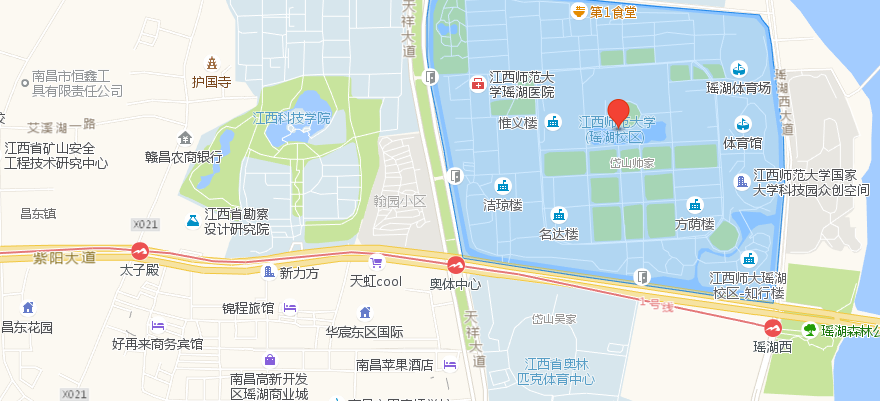 天祥大道
第1食堂
护国寺
南昌市恒鑫工
具有限责任公司
江西师范大
学瑶湖医院
瑶湖体育场
瑶湖西大道
江西科技学院
惟义楼
江西师范大学
(瑶湖校区)
艾溪湖一路
江西省矿山安全
工程技术研究中心
赣昌农商银行
体育馆
岱山帅家
江西师范大学国家
大学科技园众创空间
昌东镇
X021
江西省勘察
设计研究院
翰园小区
洁琼楼
名达楼
方荫楼
紫阳大道
太子殿
新力方
天虹cool
奥体中心
江西师大瑶湖
校区-知行楼
1号线
昌东花园
锦程旅馆
华宸东区国际
天祥大道
岱山吴家
好再来商务宾馆
瑶湖西
瑶湖森林公
南昌苹果酒店
南昌高新开发
区瑶湖商业城
江西省奥林
匹克体育中心
X021